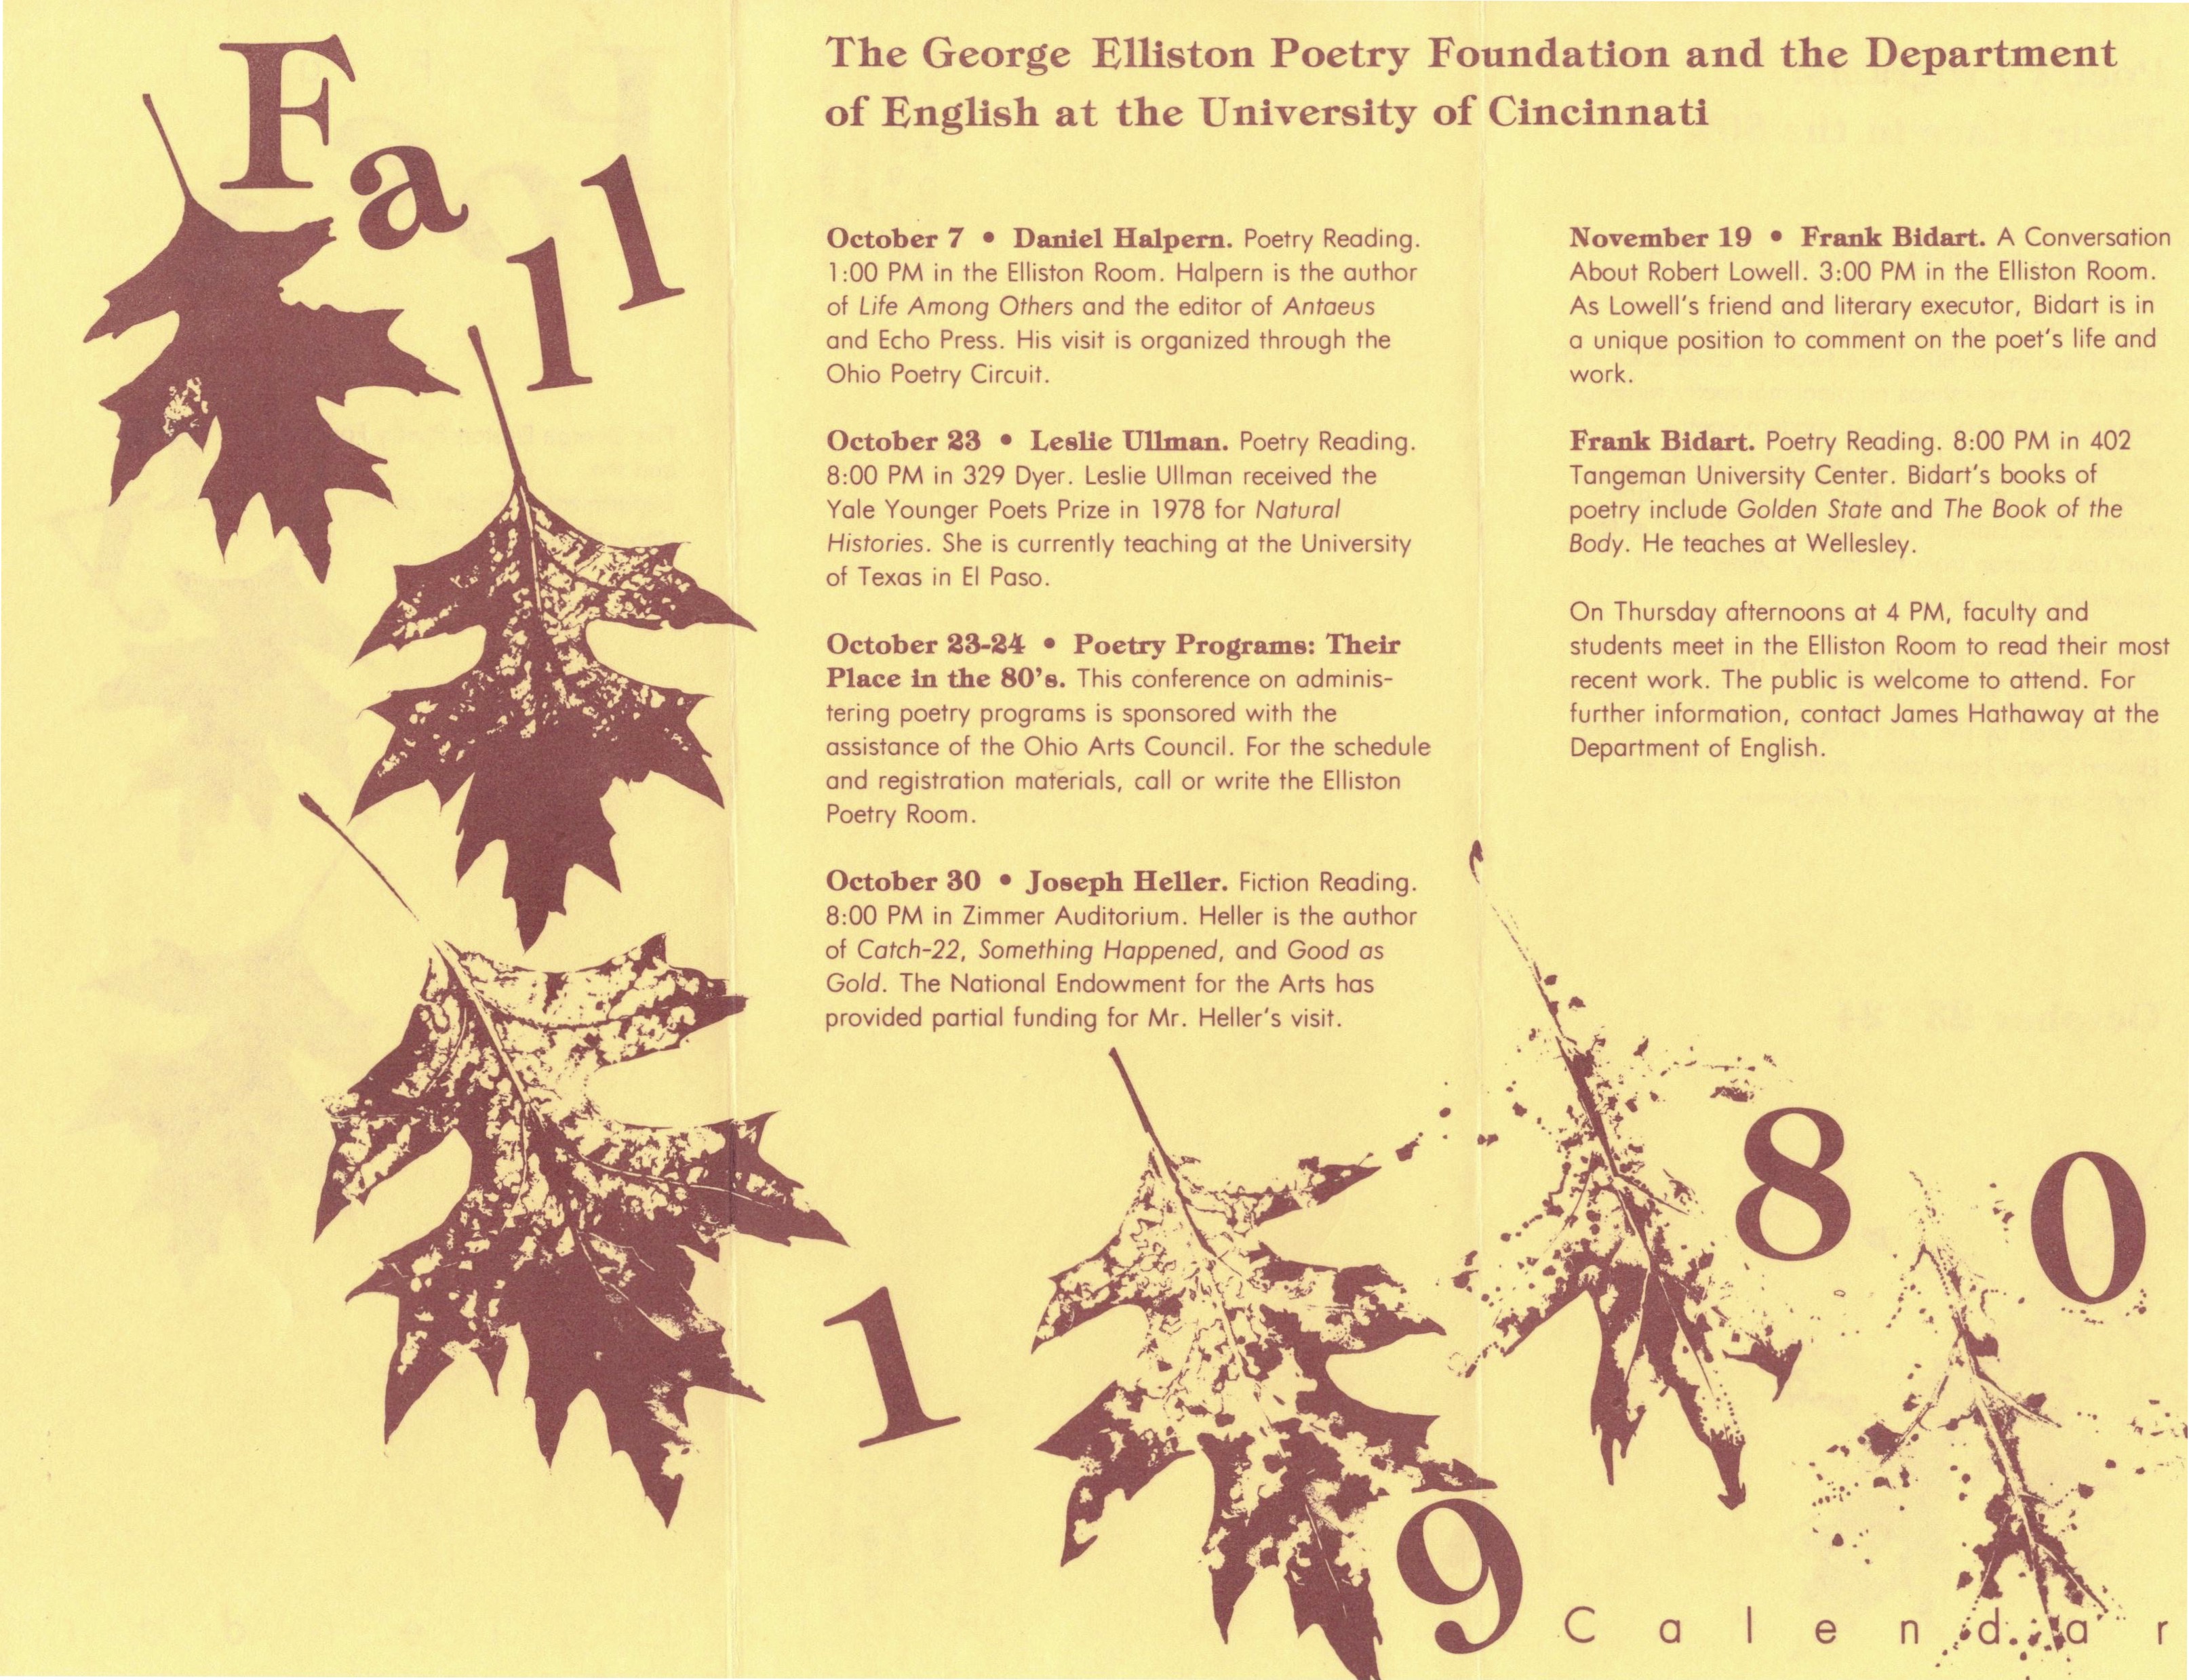 Fall
The George Elliston Poetry Foundation and the Department
of English at the University of Cincinnati
October 7 • Daniel Halpern. Poetry Reading.
1:00 PM in the Elliston Room. Halpern is the author
of Life Among Others and the editor of Antaeus
and Echo Press. His visit is organized through the
Ohio Poetry Circuit.
October 23 • Leslie Ullman. Poetry Reading.
8:00 PM in 329 Dyer. Leslie Ullman received the
Yale Younger Poets Prize in 1978 for Natural
Histories. She is currently teaching at the University
of Texas in El Paso.
October 23-24 • Poetry Programs: Their
Place in the 80's. This conference on adminis-
tering poetry programs is sponsored with the
assistance of the Ohio Arts Council. For the schedule
and registration materials, call or write the Elliston
Poetry Room.
October 30 • Joseph Heller. Fiction Reading.
8:00 PM in Zimmer Auditorium. Heller is the author
of Catch-22, Something Happened, and Good as
Gold. The National Endowment for the Arts has
provided partial funding for Mr. Heller's visit.
November 19 • Frank Bidart. A Conversation
About Robert Lowell. 3:00 PM in the Elliston Room.
As Lowell's friend and literary executor, Bidart is in
a unique position to comment on the poet's life and
work.
Frank Bidart. Poetry Reading. 8:00 PM in 402
Tangeman University Center. Bidart's books of
poetry include Golden State and The Book of the
Body. He teaches at Wellesley.
On Thursday afternoons at 4 PM, faculty and
students meet in the Elliston Room to read their most
recent work. The public is welcome to attend. For
further information, contact James Hathaway at the
Department of English.
1980
Calendar